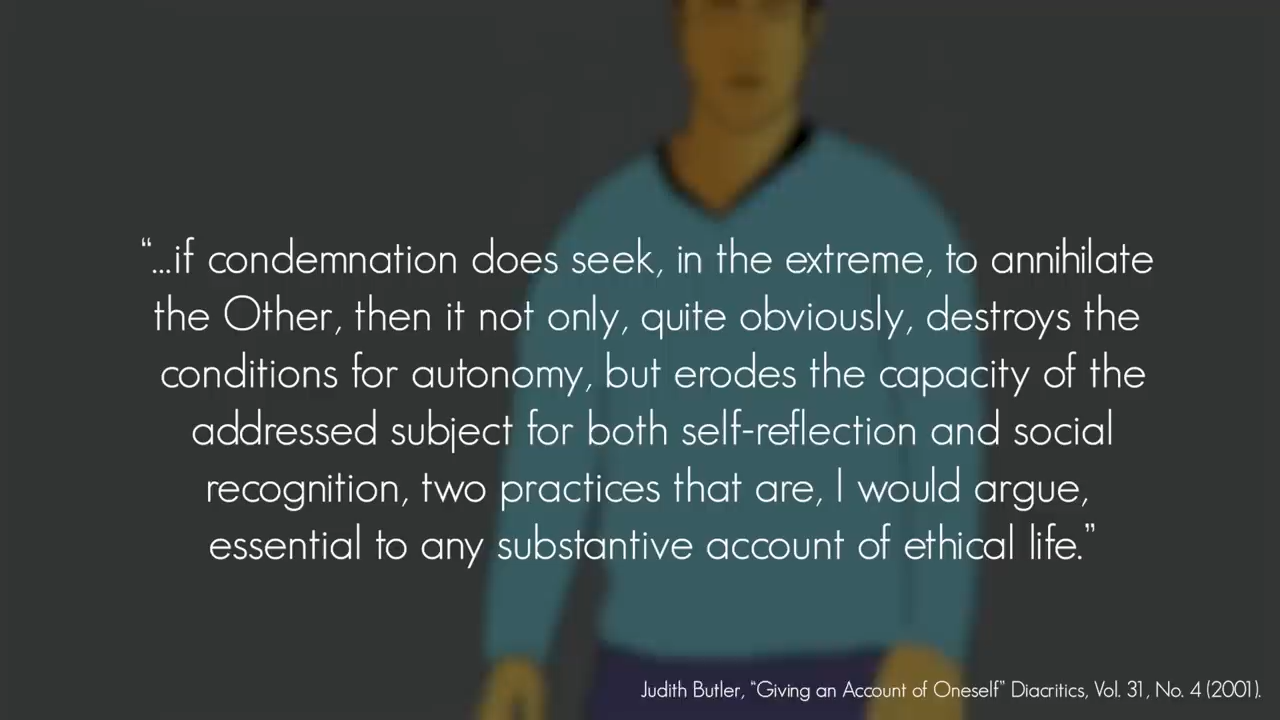 “...if condemnation does seek, in the extreme, to annihilate
the Other, then it not only, quite obviously, destroys the
conditions for autonomy, but erodes the capacity of the
addressed subject for both self-reflection and social
recognition, two practices that are, I would argue,
essential to any substantive account of ethical life.”
Judith Butler, “Giving an Account of Oneself” Diacritics, Vol. 31, No. 4 (2001).